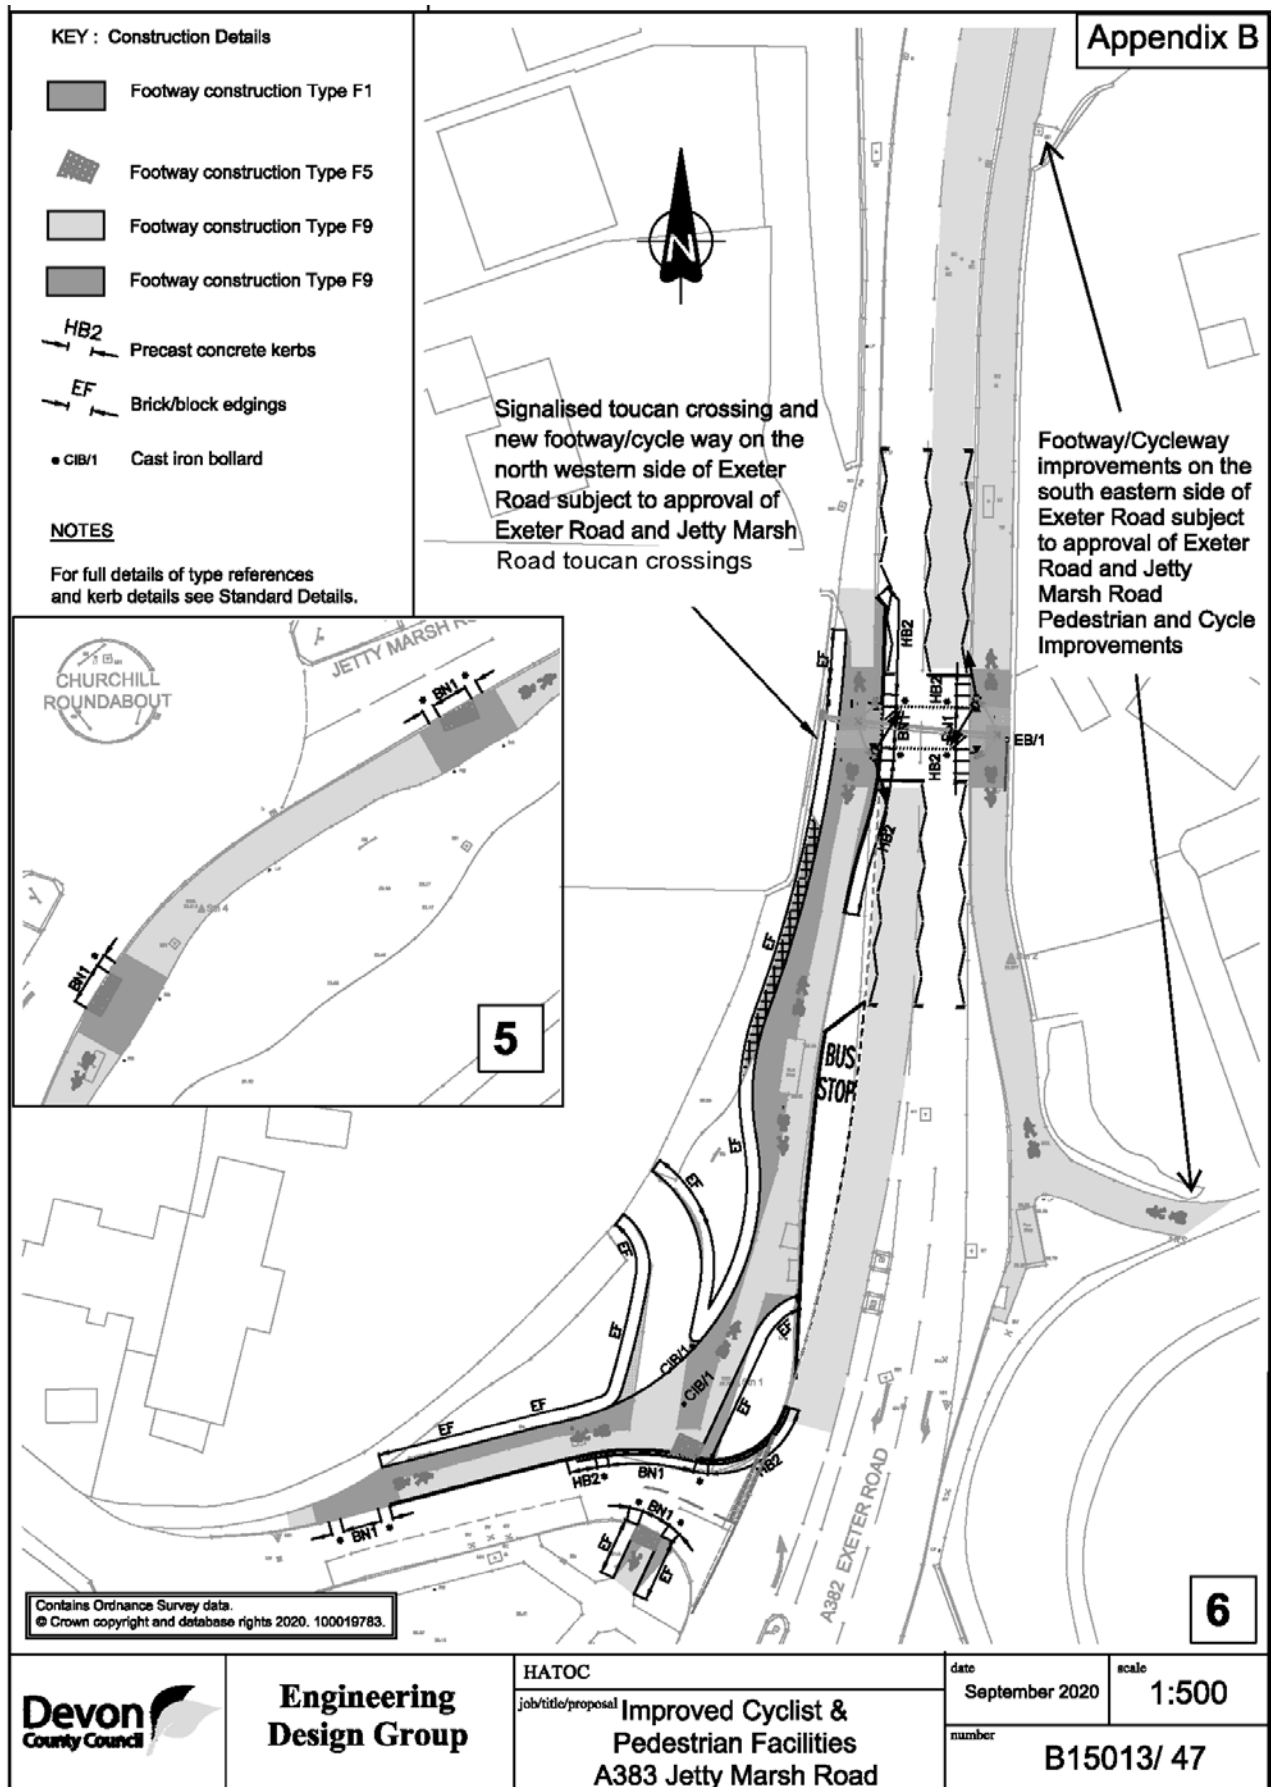 Appendix B
KEY : Construction Details
Footway construction Type F1
Footway construction Type F5
Footway construction Type F9
Footway construction Type F9
HB2
Precast concrete kerbs
EF
Brick/block edgings
CIB/1
Cast iron bollard
NOTES
For full details of type references
and kerb details see Standard Details.
N
Signalised toucan crossing and
new footway/cycle way on the
north western side of Exeter
Road subject to approval of
Exeter Road and Jetty Marsh
Road toucan crossings
Footway/Cycleway
improvements on the
south eastern side of
Exeter Road subject
to approval of Exeter
Road and Jetty
Marsh Road
Pedestrian and Cycle
Improvements
CHURCHILL
ROUNDABOUT
JETTY MARSH
* BN1 *
Stn 4
BN1 *
5
EF
HB2
HB2
BN1
BN1
HB2
EB/1
HB2
EF
BUS
STOP
EF
EF
EF
EF
EF
CIB/1
CIB/1
EF
EF
EF
EF
HB2*
BN1
*
HB2
* BN1 *
* BN1 *
EF
EF
A382 EXETER ROAD
6
Contains Ordnance Survey data.
© Crown copyright and database rights 2020. 100019783.
Devon
County Council
Engineering
Design Group
HATOC
job/title/proposal
Improved Cyclist &
Pedestrian Facilities
A383 Jetty Marsh Road
date
September 2020
scale
1:500
number
B15013/ 47